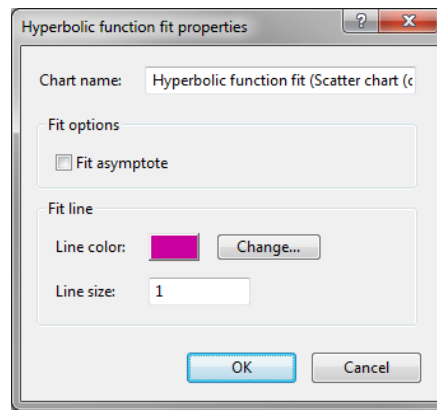 Hyperbolic function fit properties
Chart name: Hyperbolic function fit (Scatter chart (c
Fit options
Fit asymptote
Fit line
Line color: Change...
Line size: 1
OK Cancel